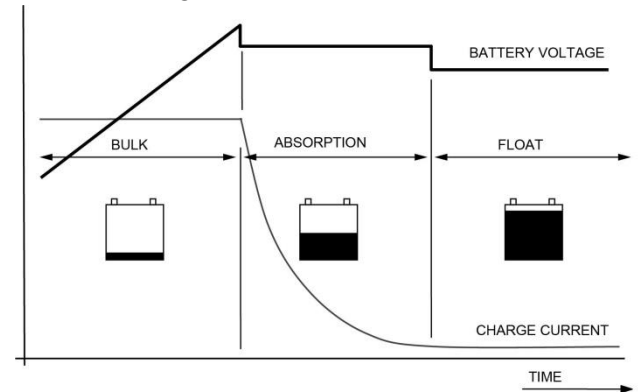 BATTERY VOLTAGE
BULK
ABSORPTION
FLOAT
CHARGE CURRENT
TIME